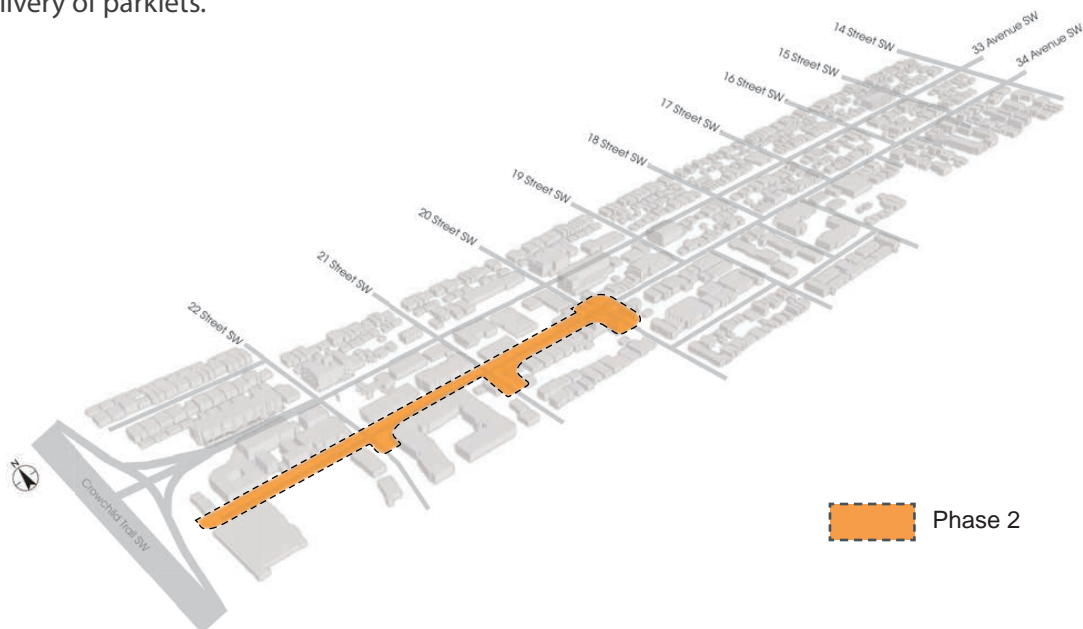 livery of parklets.
14 Street SW
33 Avenue SW
34 Avenue SW
15 Street SW
16 Street SW
17 Street SW
18 Street SW
19 Street SW
20 Street SW
21 Street SW
22 Street SW
N
Crowchild Trail SW
Phase 2